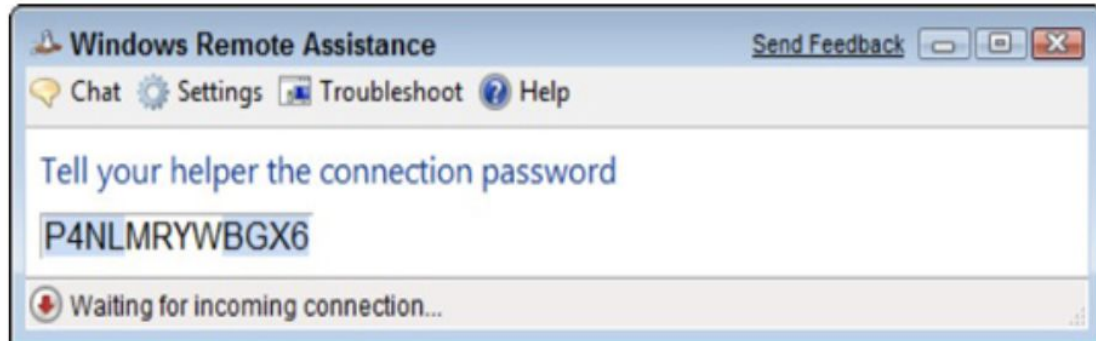 Windows Remote Assistance Send Feedback
Chat Settings Troubleshoot Help
Tell your helper the connection password
P4NLMRYWBGX6
Waiting for incoming connection...